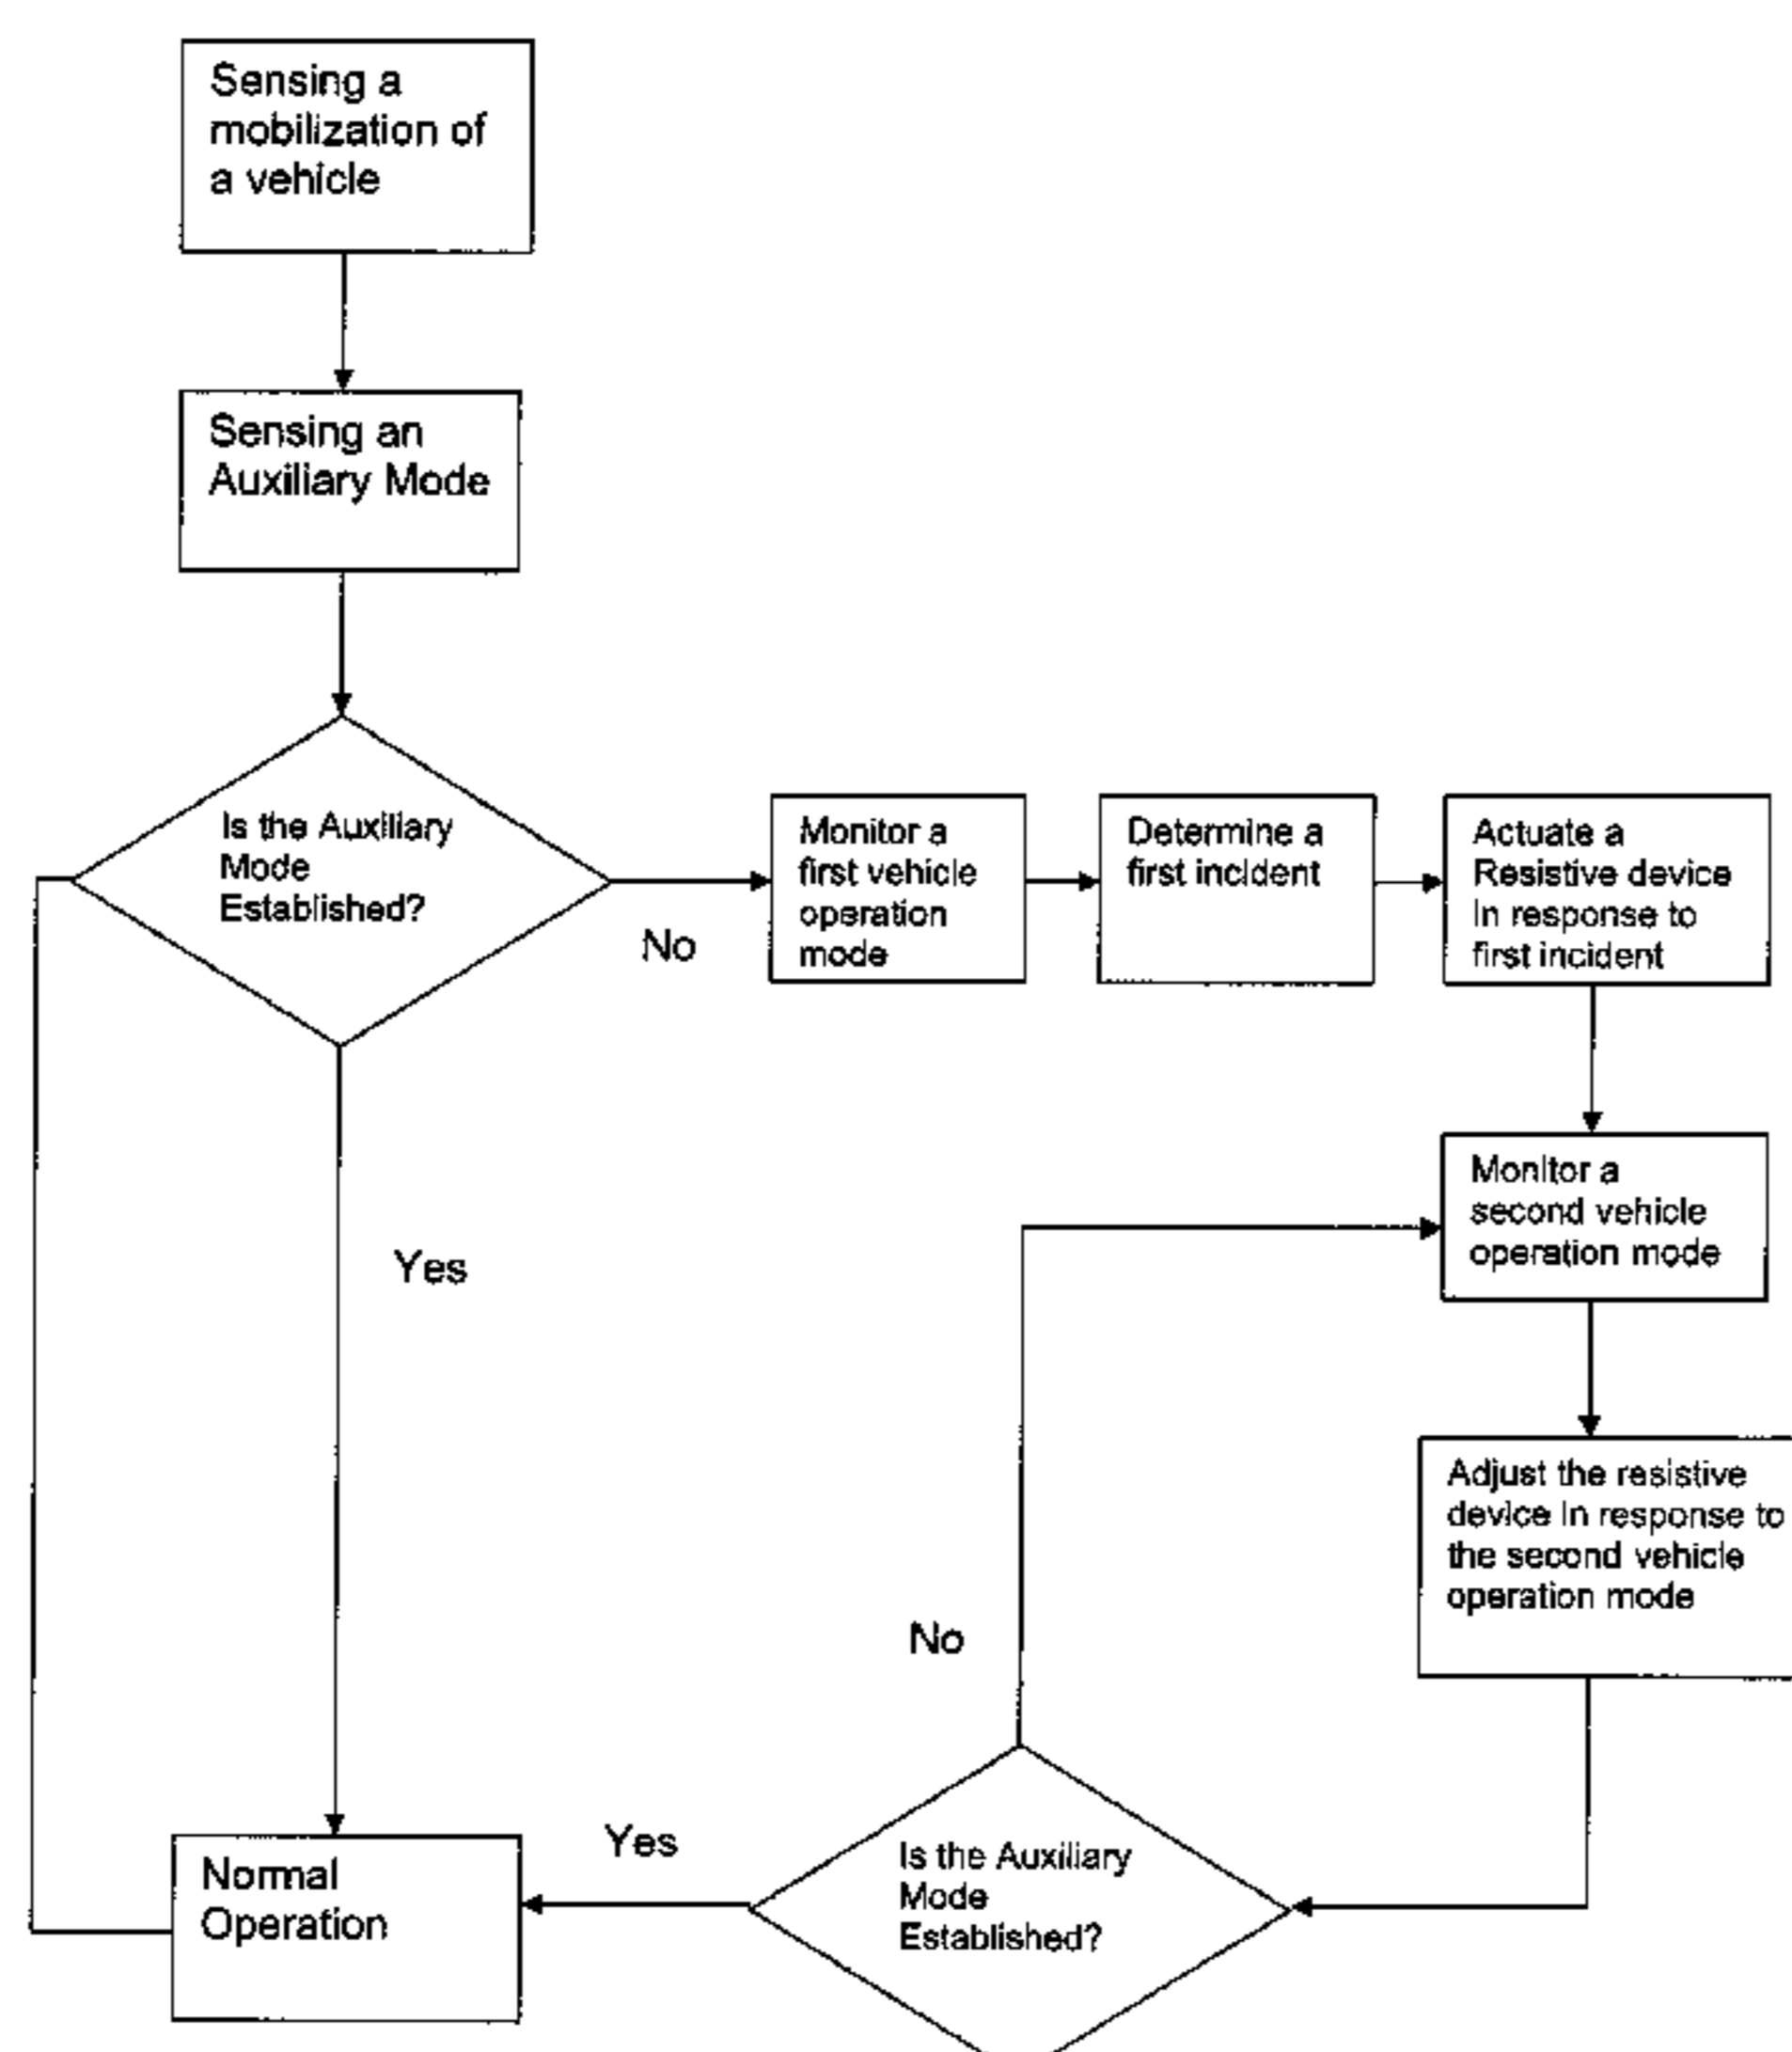 Sensing a
mobilization of
a vehicle
Sensing an
Auxiliary Mode
Is the Auxiliary
Mode
Established?
No
Monitor a
first vehicle
operation
mode
Determine a
first incident
Actuate a
Resistive device
In response to
first incident
Yes
Monitor a
second vehicle
operation mode
Adjust the resistive
device In response to
the second vehicle
operation mode
No
Yes
Is the Auxiliary
Mode
Established?
Normal
Operation